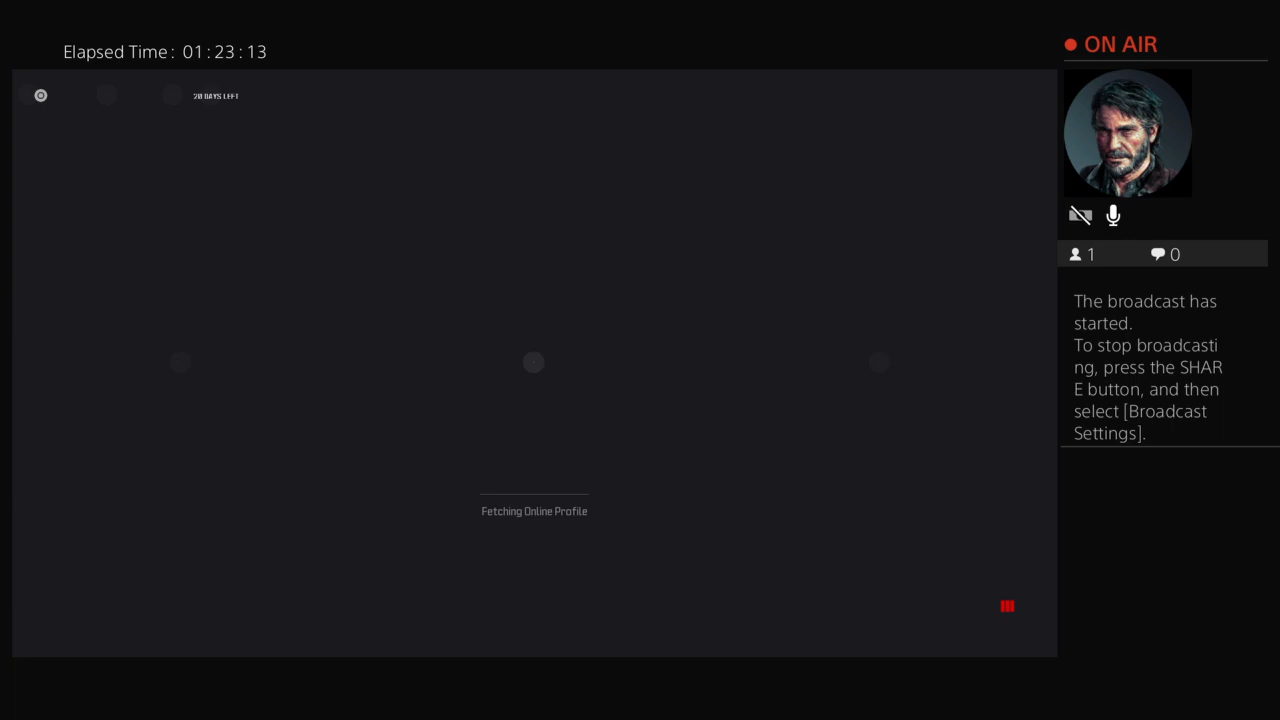 Elapsed Time: 01:23:13
ON AIR
20 DAYS LEFT
1
0
The broadcast has
started.
To stop broadcasti
ng, press the SHAR
E button, and then
select [Broadcast
Settings].
Fetching Online Profile